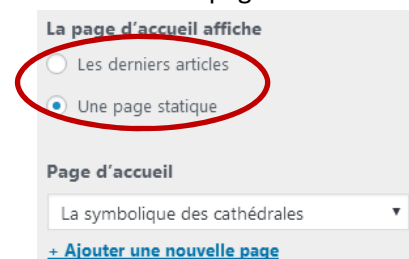 La page d'accueil affiche
Les derniers articles
Une page statique
Page d'accueil
La symbolique des cathédrales
+ Ajouter une nouvelle page